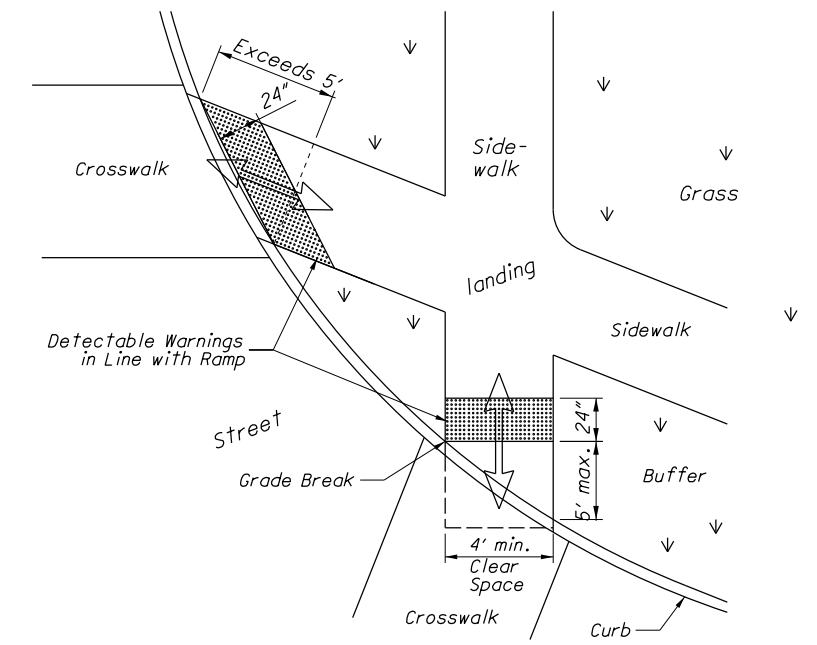 Exceeds 5'
24"
Crosswalk
Side-
walk
Grass
landing
Sidewalk
Detectable Warnings
in Line with Ramp
Street
24"
Grade Break
Buffer
5' max.
4' min.
Clear
Space
Crosswalk
Curb